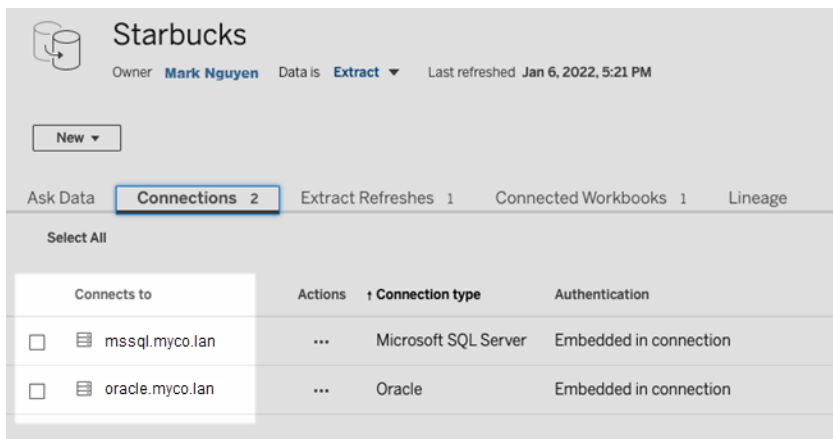 Starbucks
Owner Mark Nguyen Data is Extract Last refreshed Jan 6, 2022, 5:21 PM
New
Ask Data Connections 2 Extract Refreshes 1 Connected Workbooks 1 Lineage
Select All
Connects to Actions ↑ Connection type Authentication
mssql.myco.lan ... Microsoft SQL Server Embedded in connection
oracle.myco.lan ... Oracle Embedded in connection